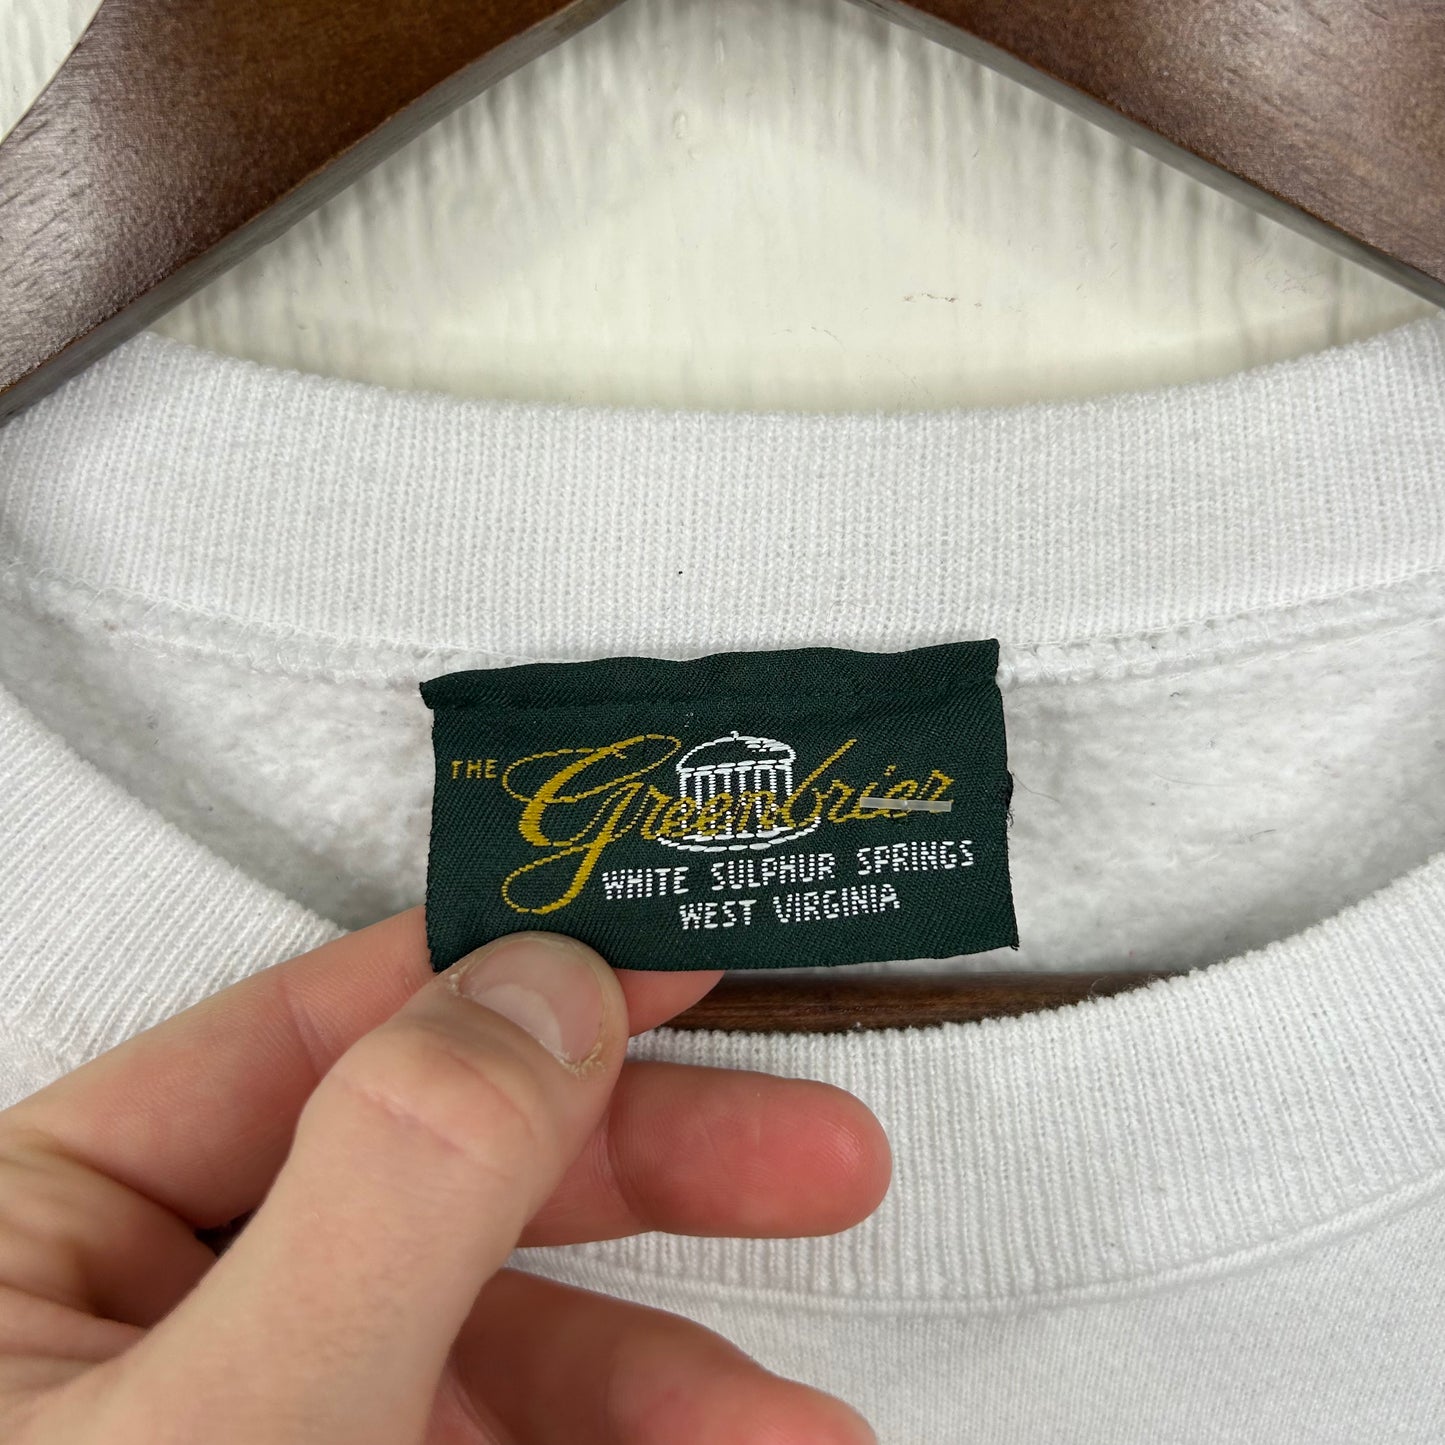 THE Greenbrier
WHITE SULPHUR SPRINGS
WEST VIRGINIA